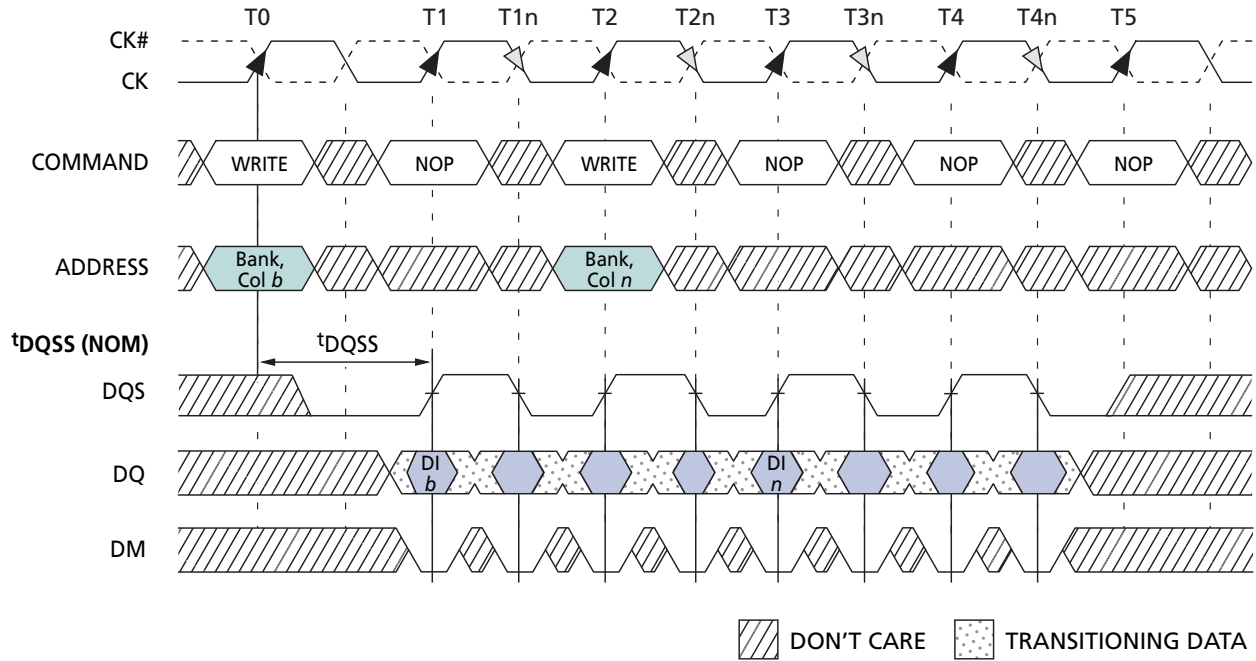 T0 T1 T1n T2 T2n T3 T3n T4 T4n T5
CK#
CK
COMMAND WRITE NOP WRITE NOP NOP NOP
ADDRESS Bank, Col b Bank, Col n
tDQSS (NOM) tDQSS
DQS
DQ DI b DI n
DM
DON'T CARE TRANSITIONING DATA